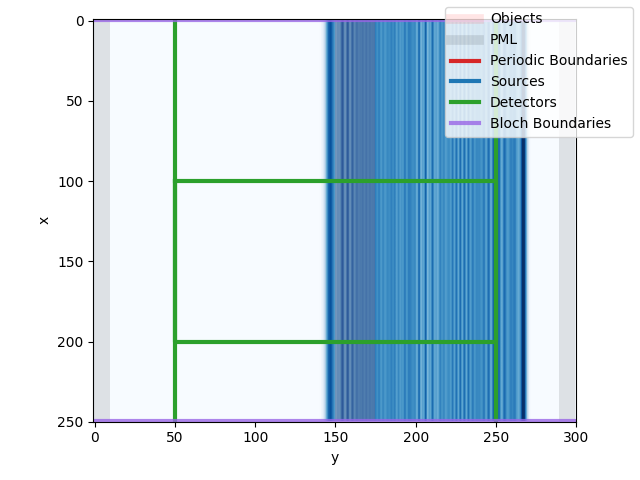 Objects
PML
Periodic Boundaries
Sources
Detectors
Bloch Boundaries
0
50
100
150
200
250
x
0 50 100 150 200 250 300
y